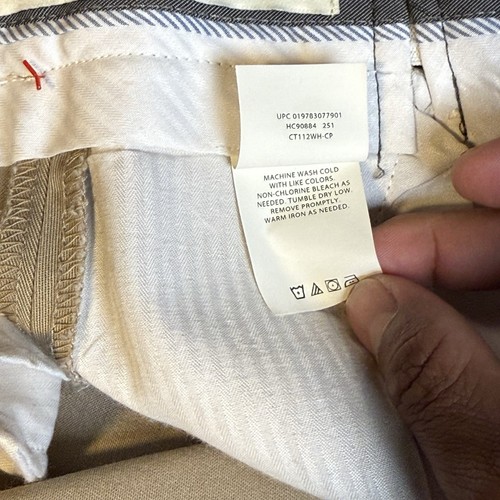 UPC 019783077901
HC90884 251
CT112WH-CP
MACHINE WASH COLD
WITH LIKE COLORS.
NON-CHLORINE BLEACH AS
NEEDED. TUMBLE DRY LOW.
REMOVE PROMPTLY.
WARM IRON AS NEEDED.